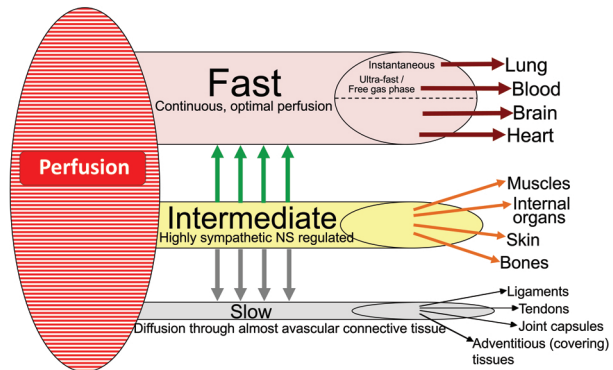 Perfusion
Fast
Continuous, optimal perfusion
Instantaneous
Ultra-fast /
Free gas phase
Lung
Blood
Brain
Heart
Intermediate
Highly sympathetic NS regulated
Muscles
Internal
organs
Skin
Bones
Slow
Diffusion through almost avascular connective tissue
Ligaments
Tendons
Joint capsules
Adventitious (covering)
tissues